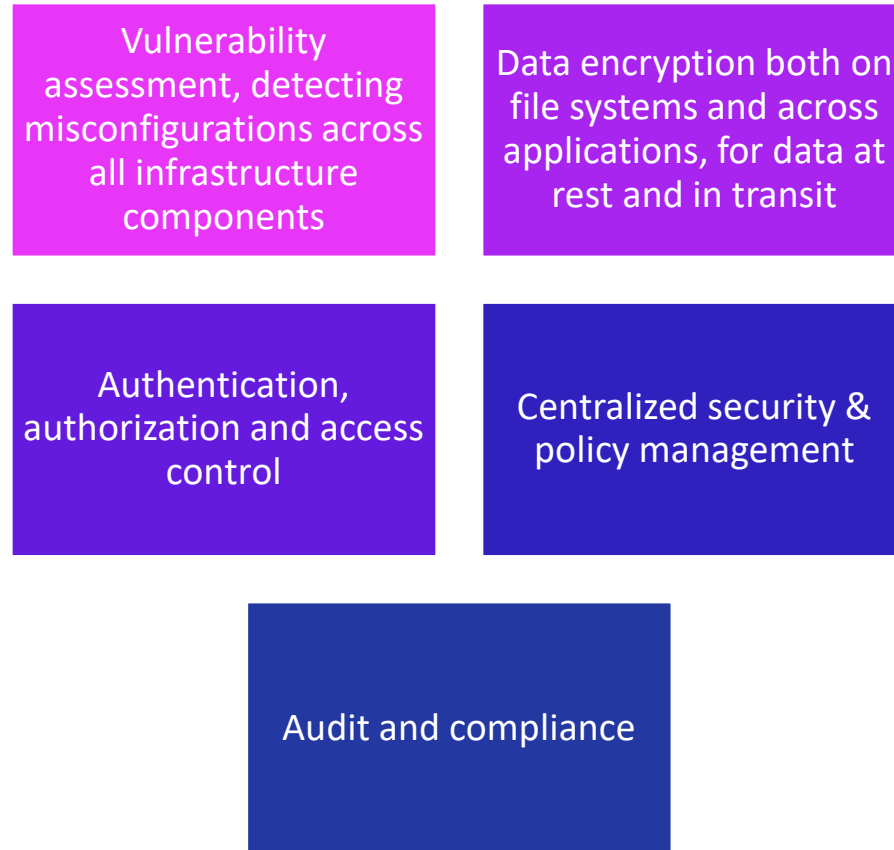 Vulnerability
assessment, detecting
misconfigurations across
all infrastructure
components
Data encryption both on
file systems and across
applications, for data at
rest and in transit
Authentication,
authorization and access
control
Centralized security &
policy management
Audit and compliance